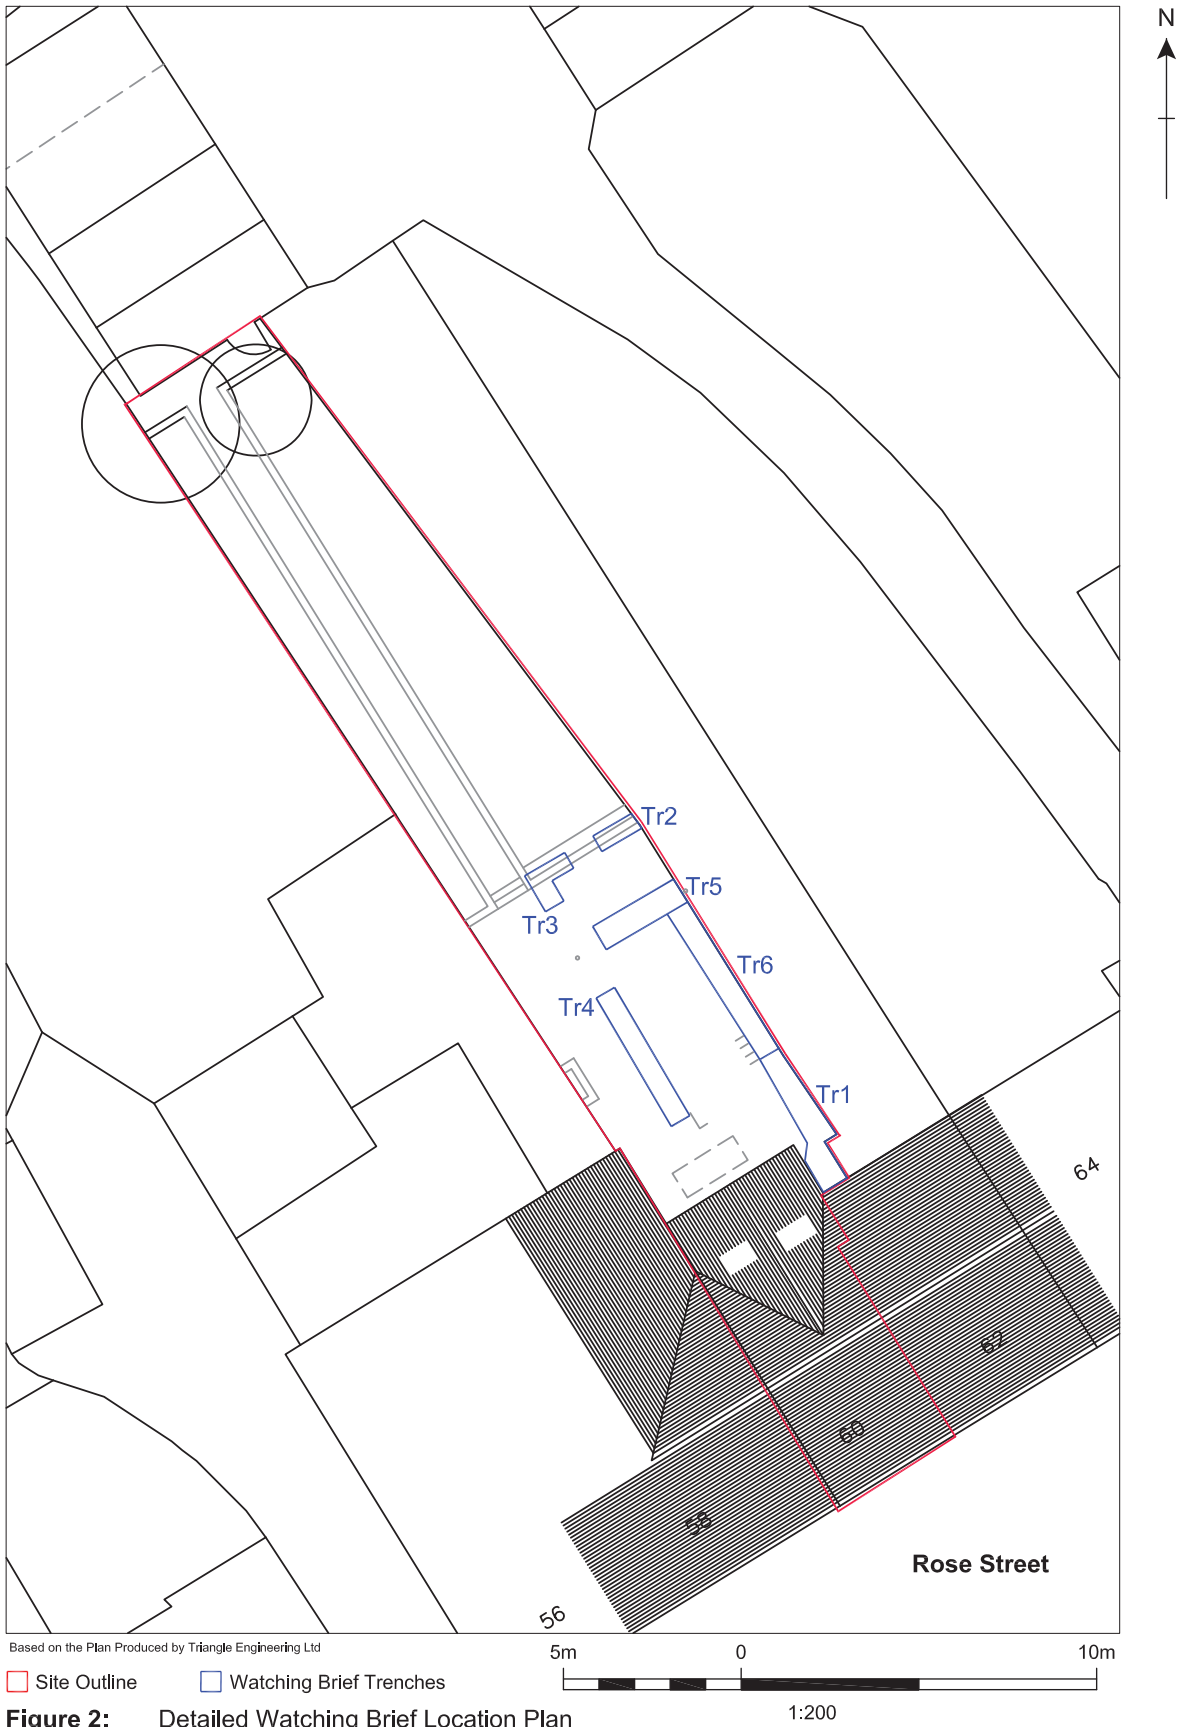 N
Tr2
Tr5
Tr3
Tr6
Tr4
Tr1
64
62
60
58
Rose Street
56
Based on the Plan Produced by Triangle Engineering Ltd
5m 0 10m
Site Outline Watching Brief Trenches
1:200
Figure 2: Detailed Watching Brief Location Plan